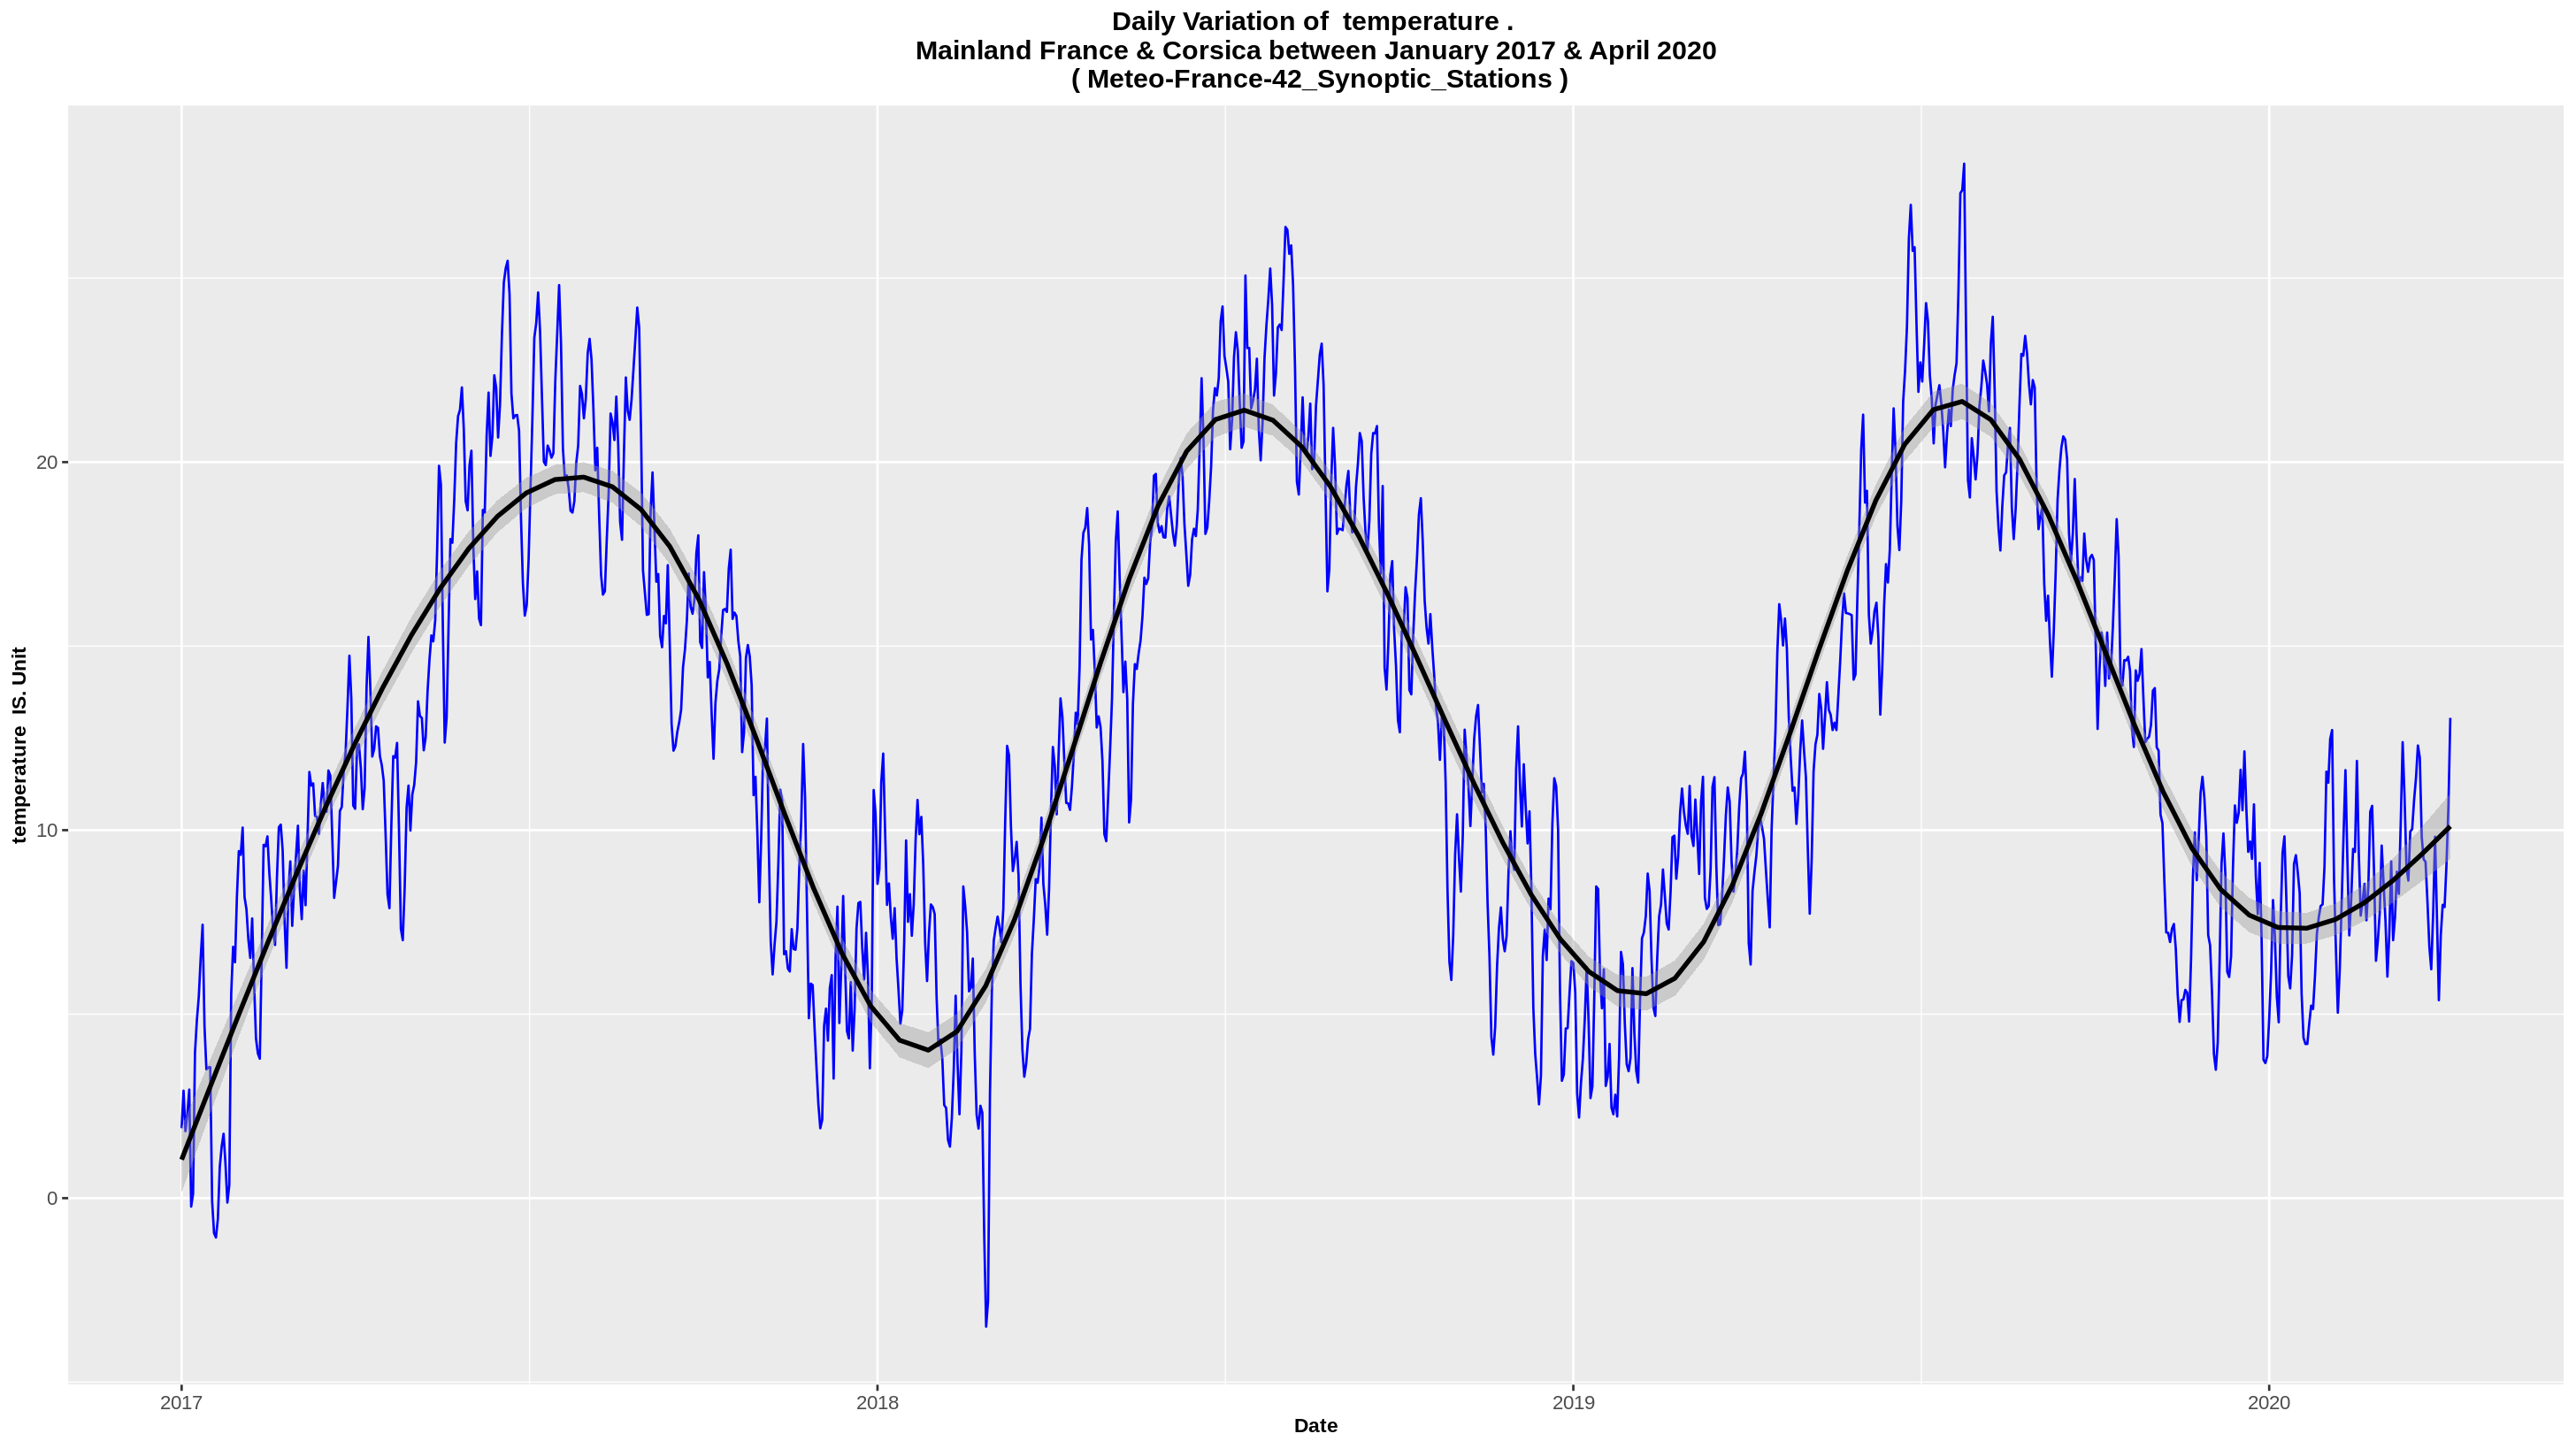 Daily Variation of  temperature .
Mainland France & Corsica between January 2017 & April 2020
( Meteo-France-42_Synoptic_Stations )
temperature  IS. Unit
20
10
0
2017
2018
2019
2020
Date